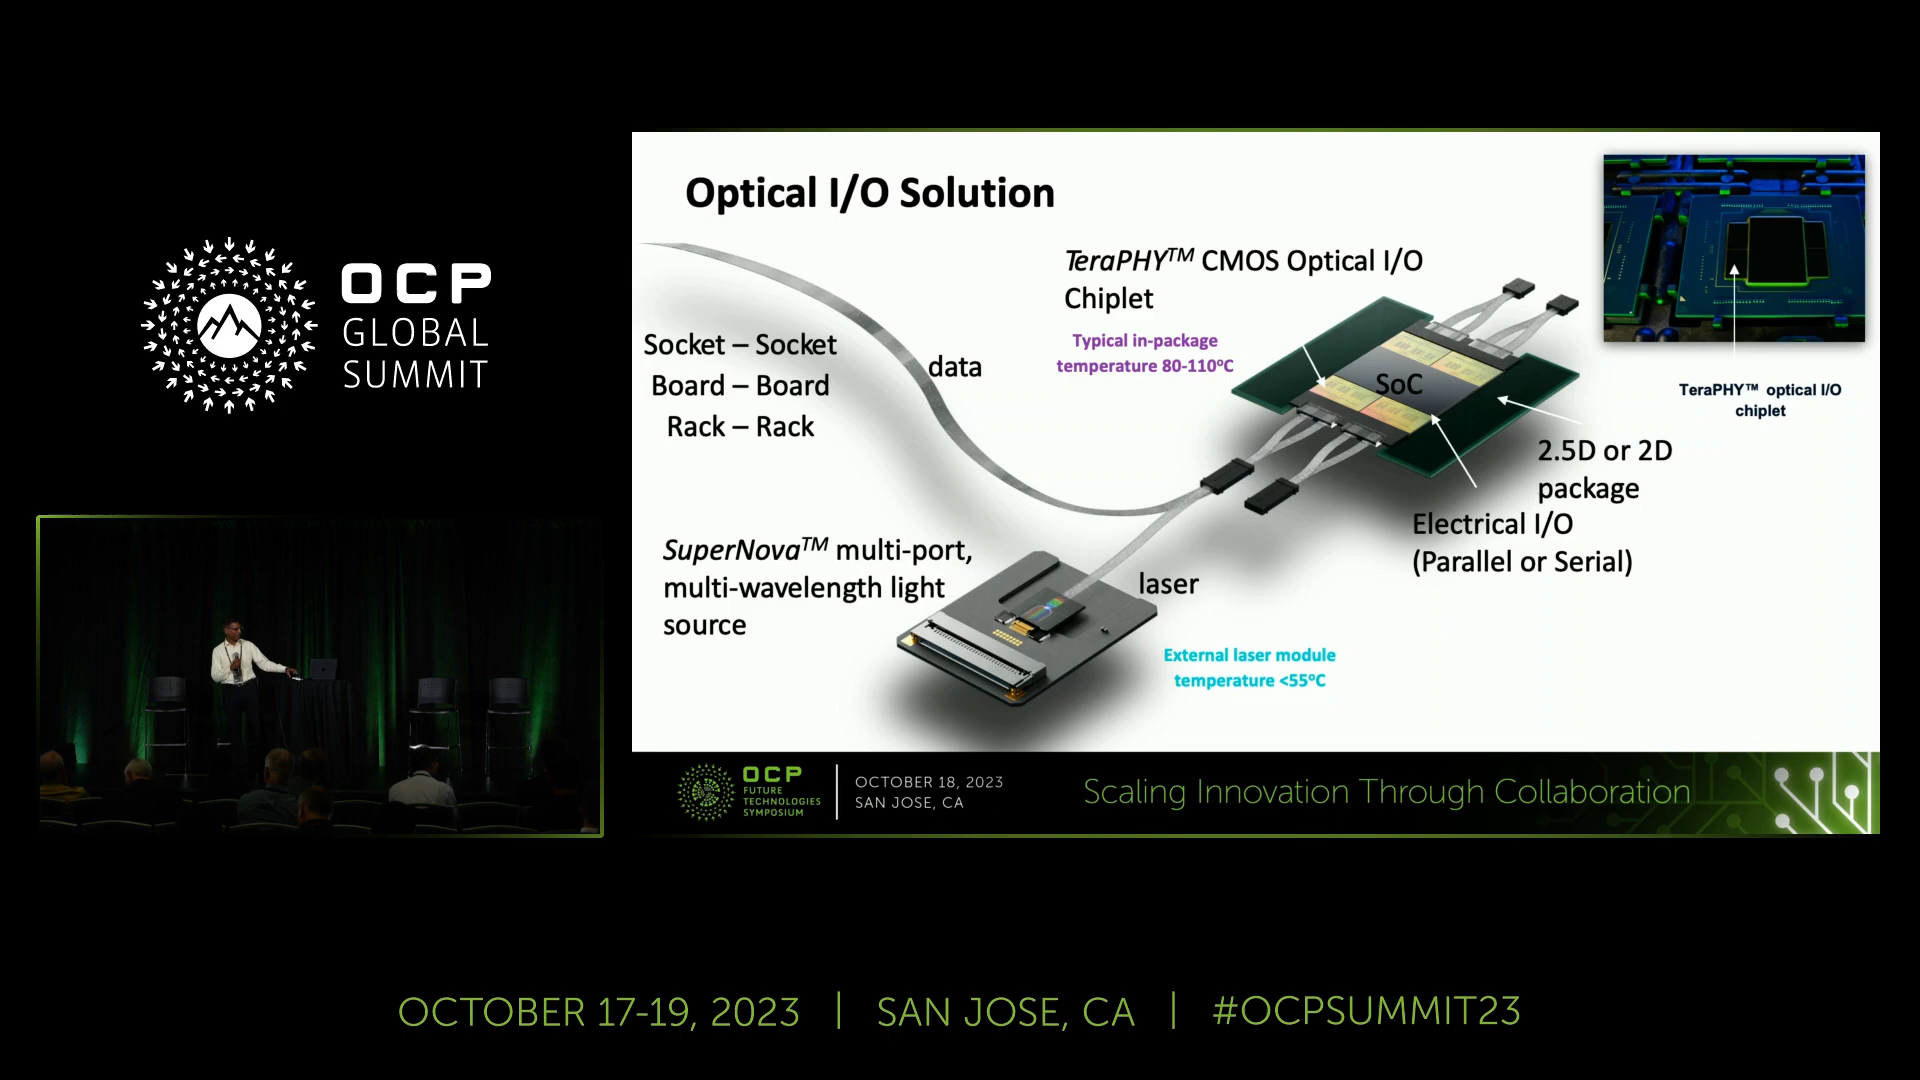 OCP
GLOBAL
SUMMIT
Optical I/O Solution
TeraPHY™ CMOS Optical I/O
Chiplet
Typical in-package
temperature 80-110°C
Socket – Socket
Board – Board
Rack – Rack
data
SoC
TeraPHY™ optical I/O
chiplet
2.5D or 2D
package
Electrical I/O
(Parallel or Serial)
SuperNova™ multi-port,
multi-wavelength light
source
laser
External laser module
temperature <55°C
OCP
FUTURE
TECHNOLOGIES
SYMPOSIUM
OCTOBER 18, 2023
SAN JOSE, CA
Scaling Innovation Through Collaboration
OCTOBER 17-19, 2023 | SAN JOSE, CA | #OCPSUMMIT23